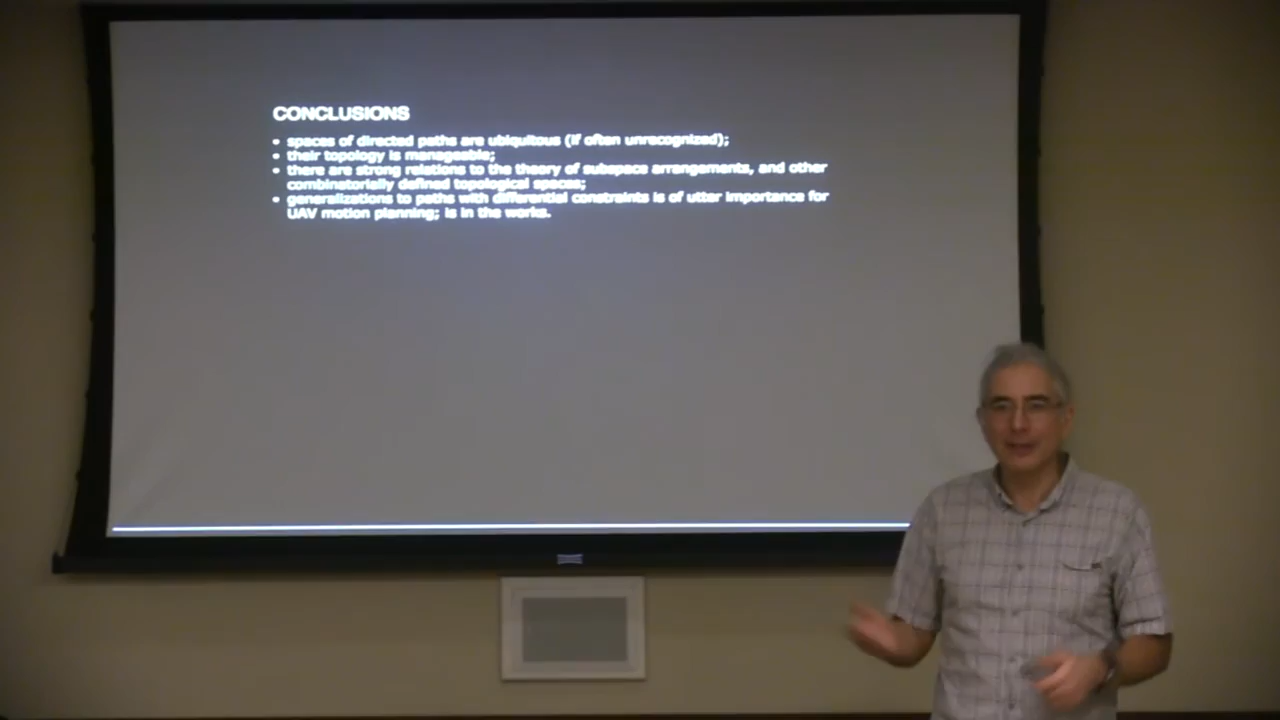 CONCLUSIONS
• spaces of directed paths are ubiquitous (if often unrecognized);
• their topology is manageable;
• there are strong relations to the theory of subspace arrangements, and other
combinatorially defined topological spaces;
• generalizations to paths with differential constraints is of utter importance for
UAV motion planning; is in the works.